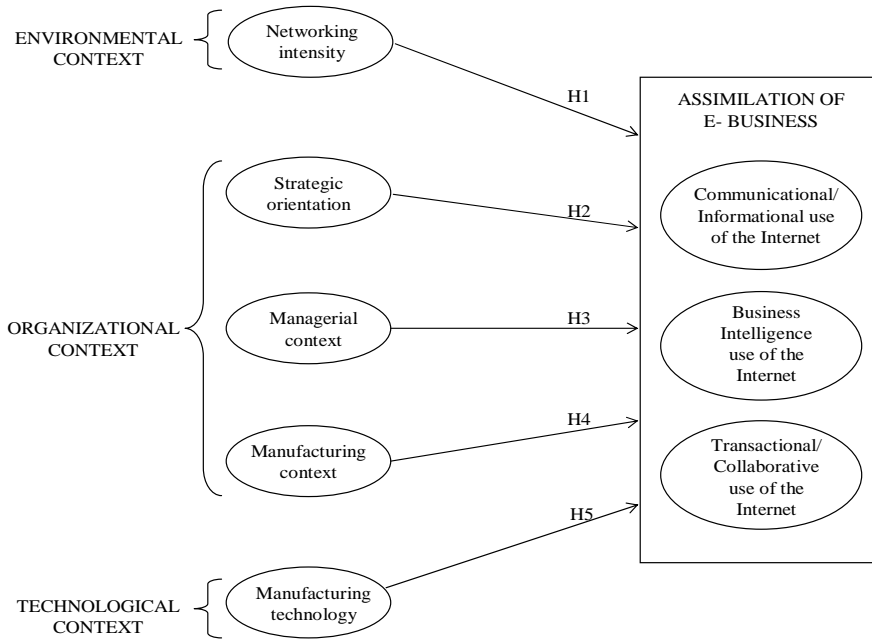 ENVIRONMENTAL
CONTEXT
Networking
intensity
H1
ASSIMILATION OF
E- BUSINESS
Strategic
orientation
H2
Communicational/
Informational use
of the Internet
ORGANIZATIONAL
CONTEXT
Managerial
context
H3
Business
Intelligence
use of the
Internet
Manufacturing
context
H4
Transactional/
Collaborative
use of the
Internet
H5
TECHNOLOGICAL
CONTEXT
Manufacturing
technology